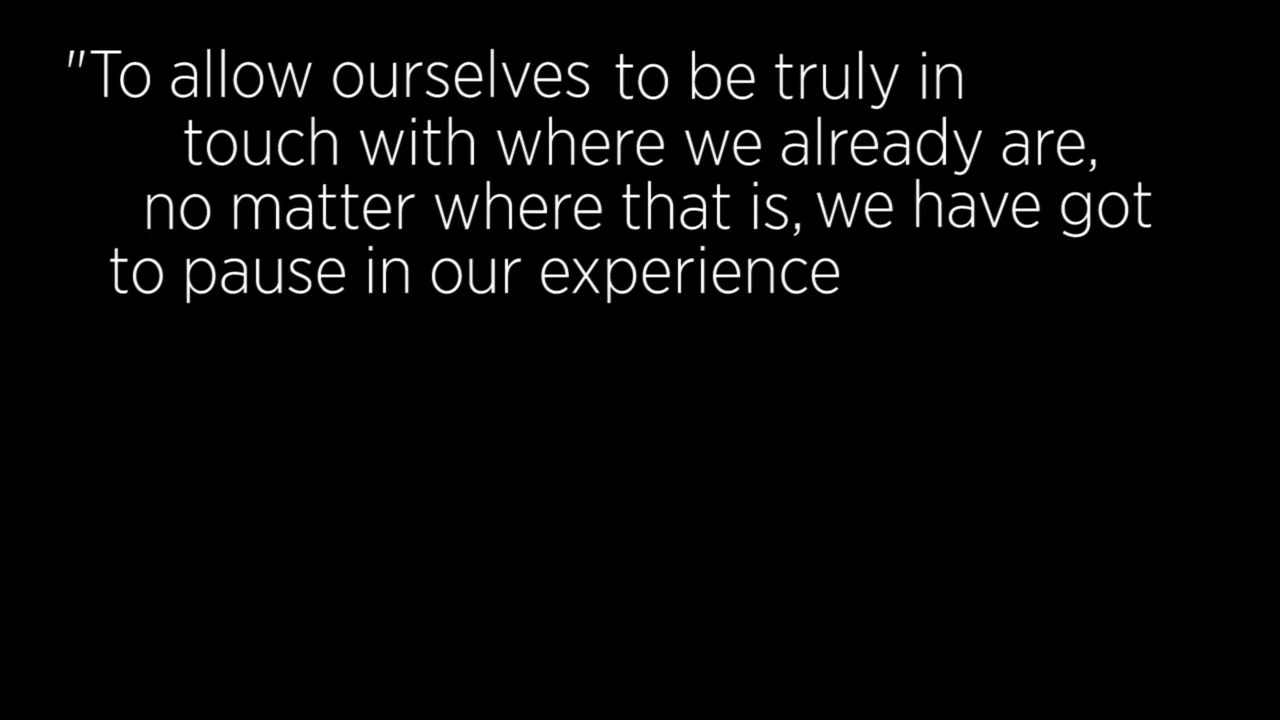 "To allow ourselves to be truly in
touch with where we already are,
no matter where that is, we have got
to pause in our experience